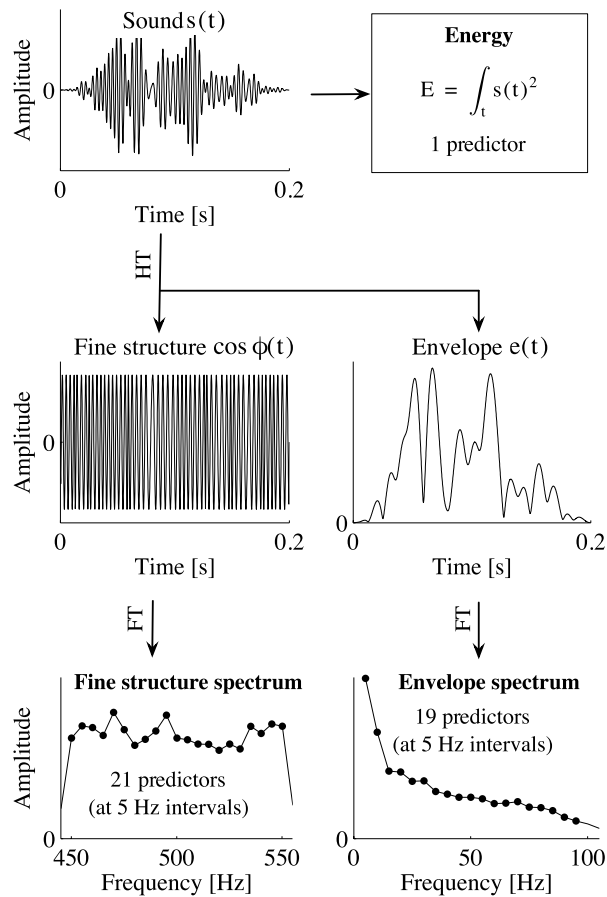 Sound s(t)
Amplitude
0
0 0.2
Time [s]
Energy
E = ∫t s(t)²
1 predictor
HT
Fine structure cos ϕ(t)
Amplitude
0
0 0.2
Time [s]
Envelope e(t)
0
0 0.2
Time [s]
FT
FT
Fine structure spectrum
21 predictors
(at 5 Hz intervals)
Amplitude
0
450 500 550
Frequency [Hz]
Envelope spectrum
19 predictors
(at 5 Hz intervals)
0
0 50 100
Frequency [Hz]